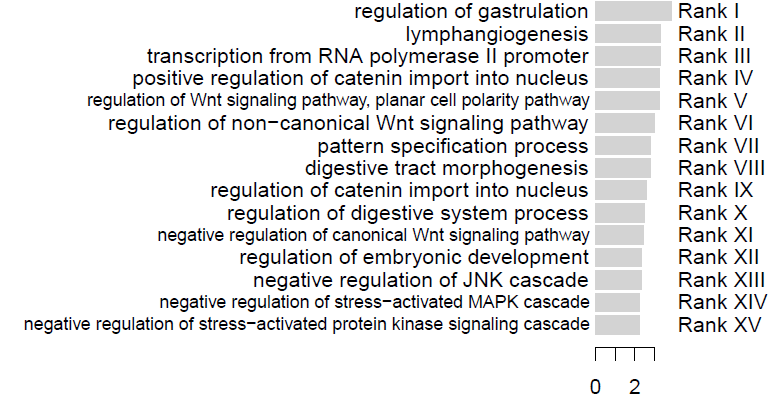 regulation of gastrulation Rank I
lymphangiogenesis Rank II
transcription from RNA polymerase II promoter Rank III
positive regulation of catenin import into nucleus Rank IV
regulation of Wnt signaling pathway, planar cell polarity pathway Rank V
regulation of non−canonical Wnt signaling pathway Rank VI
pattern specification process Rank VII
digestive tract morphogenesis Rank VIII
regulation of catenin import into nucleus Rank IX
regulation of digestive system process Rank X
negative regulation of canonical Wnt signaling pathway Rank XI
regulation of embryonic development Rank XII
negative regulation of JNK cascade Rank XIII
negative regulation of stress−activated MAPK cascade Rank XIV
negative regulation of stress−activated protein kinase signaling cascade Rank XV
0 2